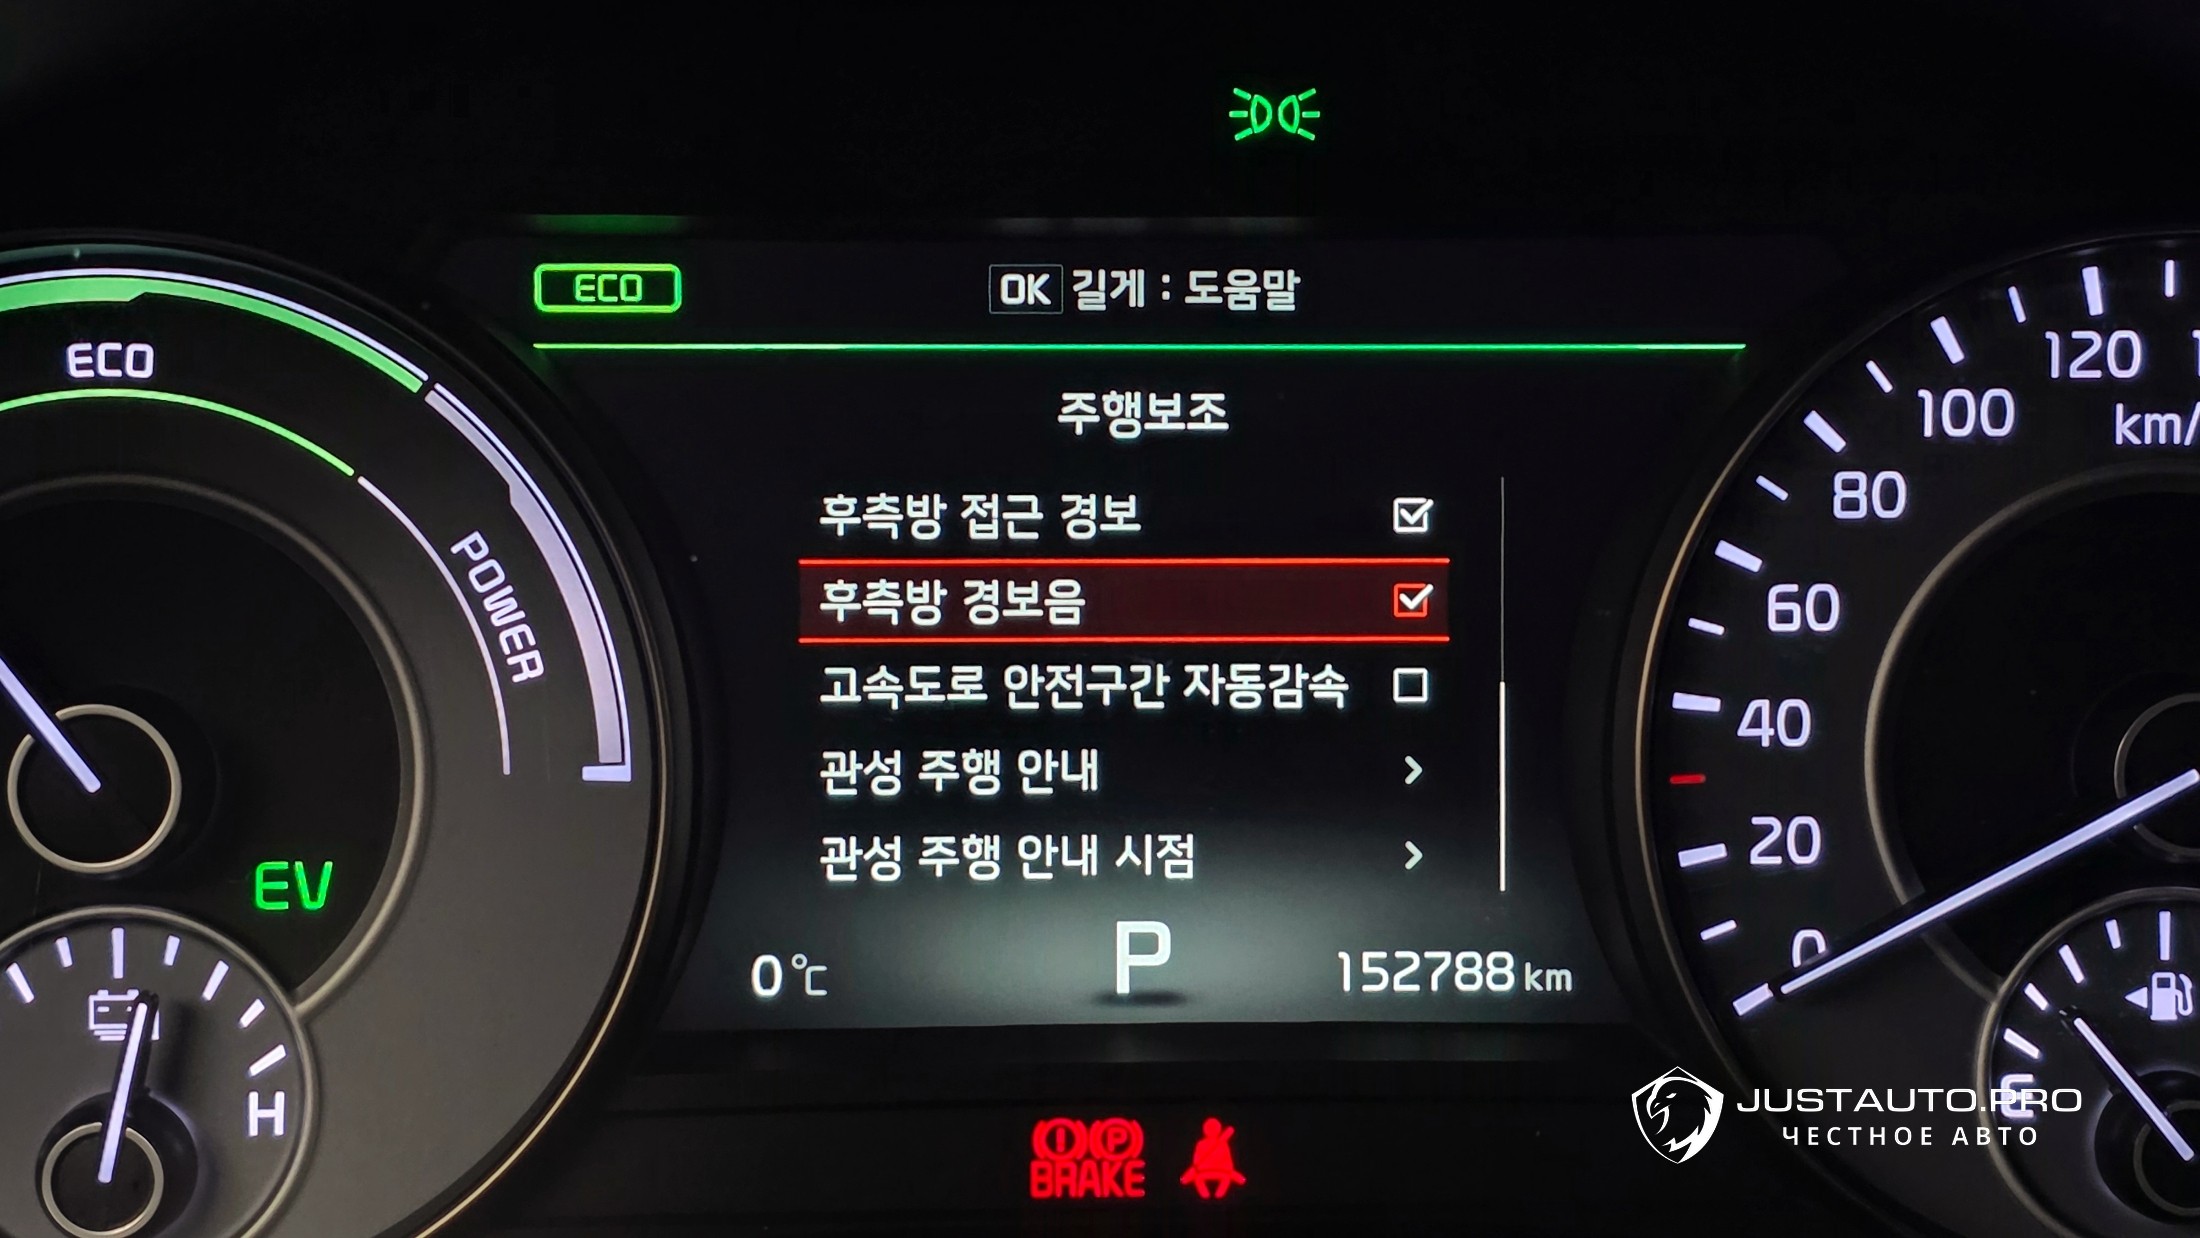 ECO
OK 길게 : 도움말
ECO
주행보조
POWER
후측방 접근 경보
후측방 경보음
고속도로 안전구간 자동감속
관성 주행 안내
관성 주행 안내 시점
EV
H
0℃
P
152788 km
120
100
km/
80
60
40
20
0
E
BRAKE
JUSTAUTO.PRO
ЧЕСТНОЕ АВТО